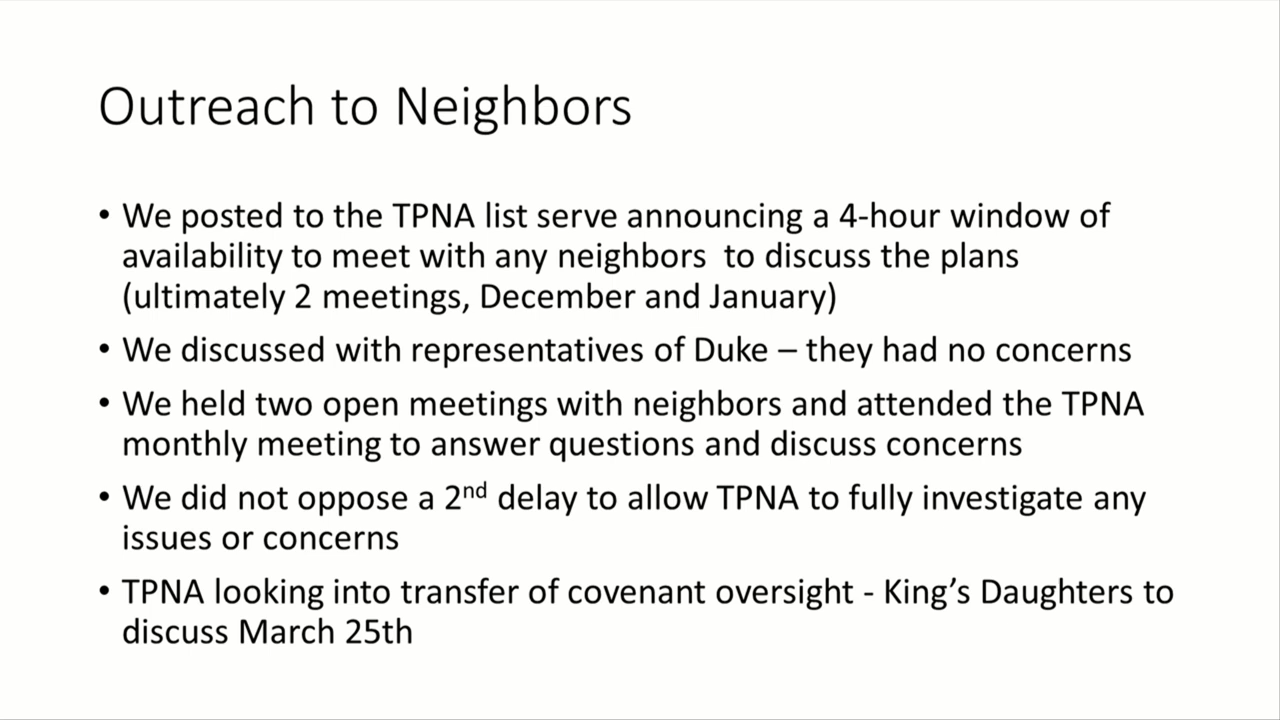 Outreach to Neighbors
• We posted to the TPNA list serve announcing a 4-hour window of
availability to meet with any neighbors  to discuss the plans
(ultimately 2 meetings, December and January)
• We discussed with representatives of Duke – they had no concerns
• We held two open meetings with neighbors and attended the TPNA
monthly meeting to answer questions and discuss concerns
• We did not oppose a 2nd delay to allow TPNA to fully investigate any
issues or concerns
• TPNA looking into transfer of covenant oversight - King’s Daughters to
discuss March 25th